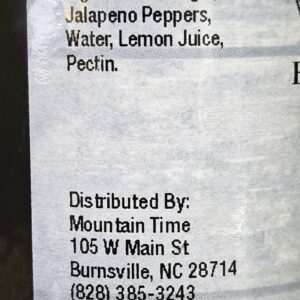 Jalapeno Peppers,
Water, Lemon Juice,
Pectin.
Distributed By:
Mountain Time
105 W Main St
Burnsville, NC 28714
(828) 385-3243